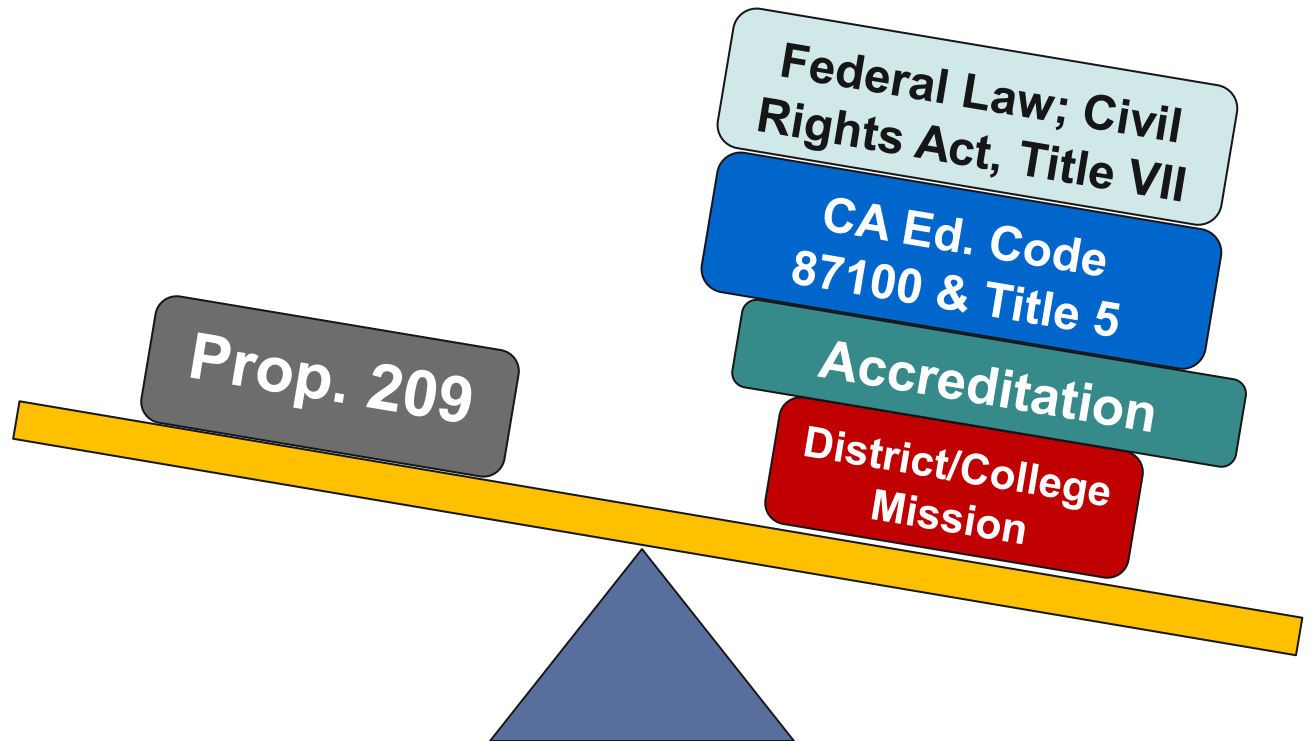 Federal Law; Civil
Rights Act, Title VII
CA Ed. Code
87100 & Title 5
Accreditation
District/College
Mission
Prop. 209